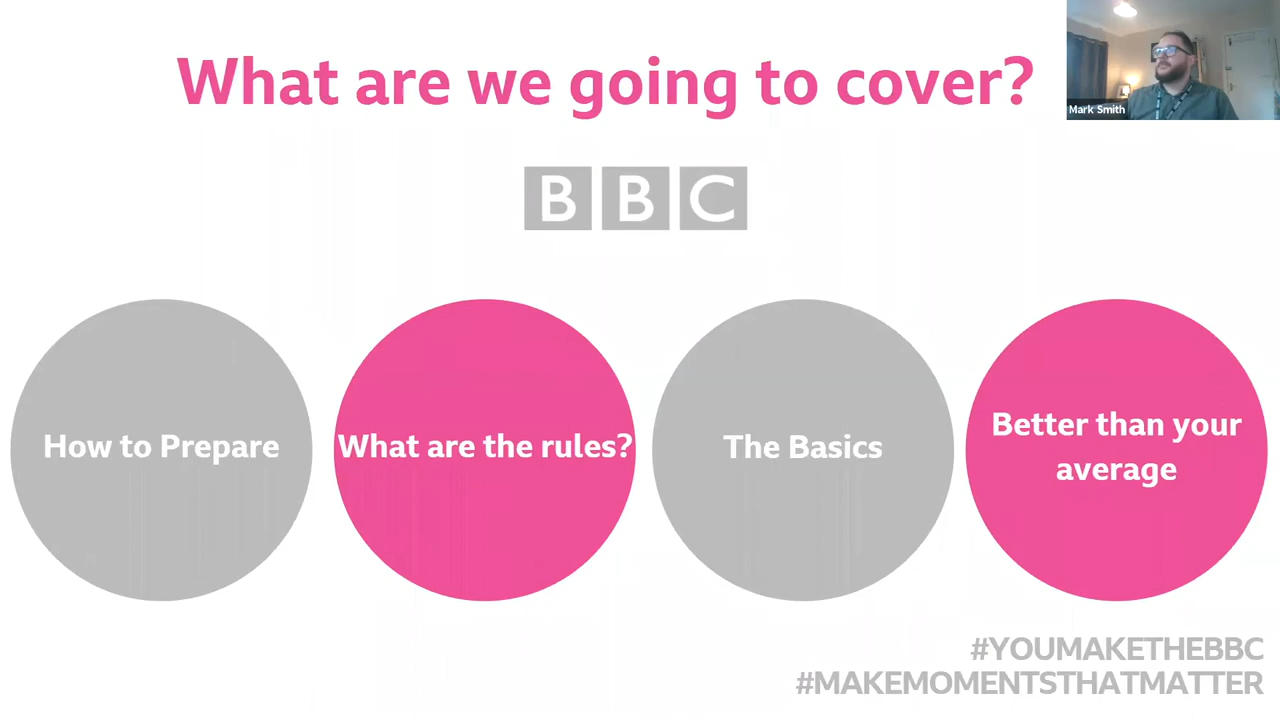 What are we going to cover?
Mark Smith
BBC
How to Prepare
What are the rules?
The Basics
Better than your
average
#YOUMAKETHEBBC
#MAKEMOMENTSTHATMATTER